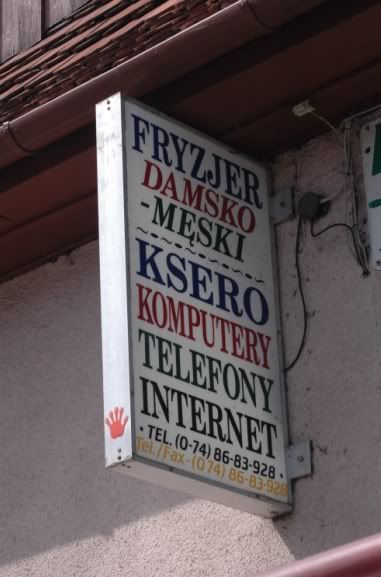 FRYZJER
DAMSKO
-MĘSKI
KSERO
KOMPUTERY
TELEFONY
INTERNET
• TEL. (0-74) 86-83-928 •
Tel./Fax-(074) 86-83-928